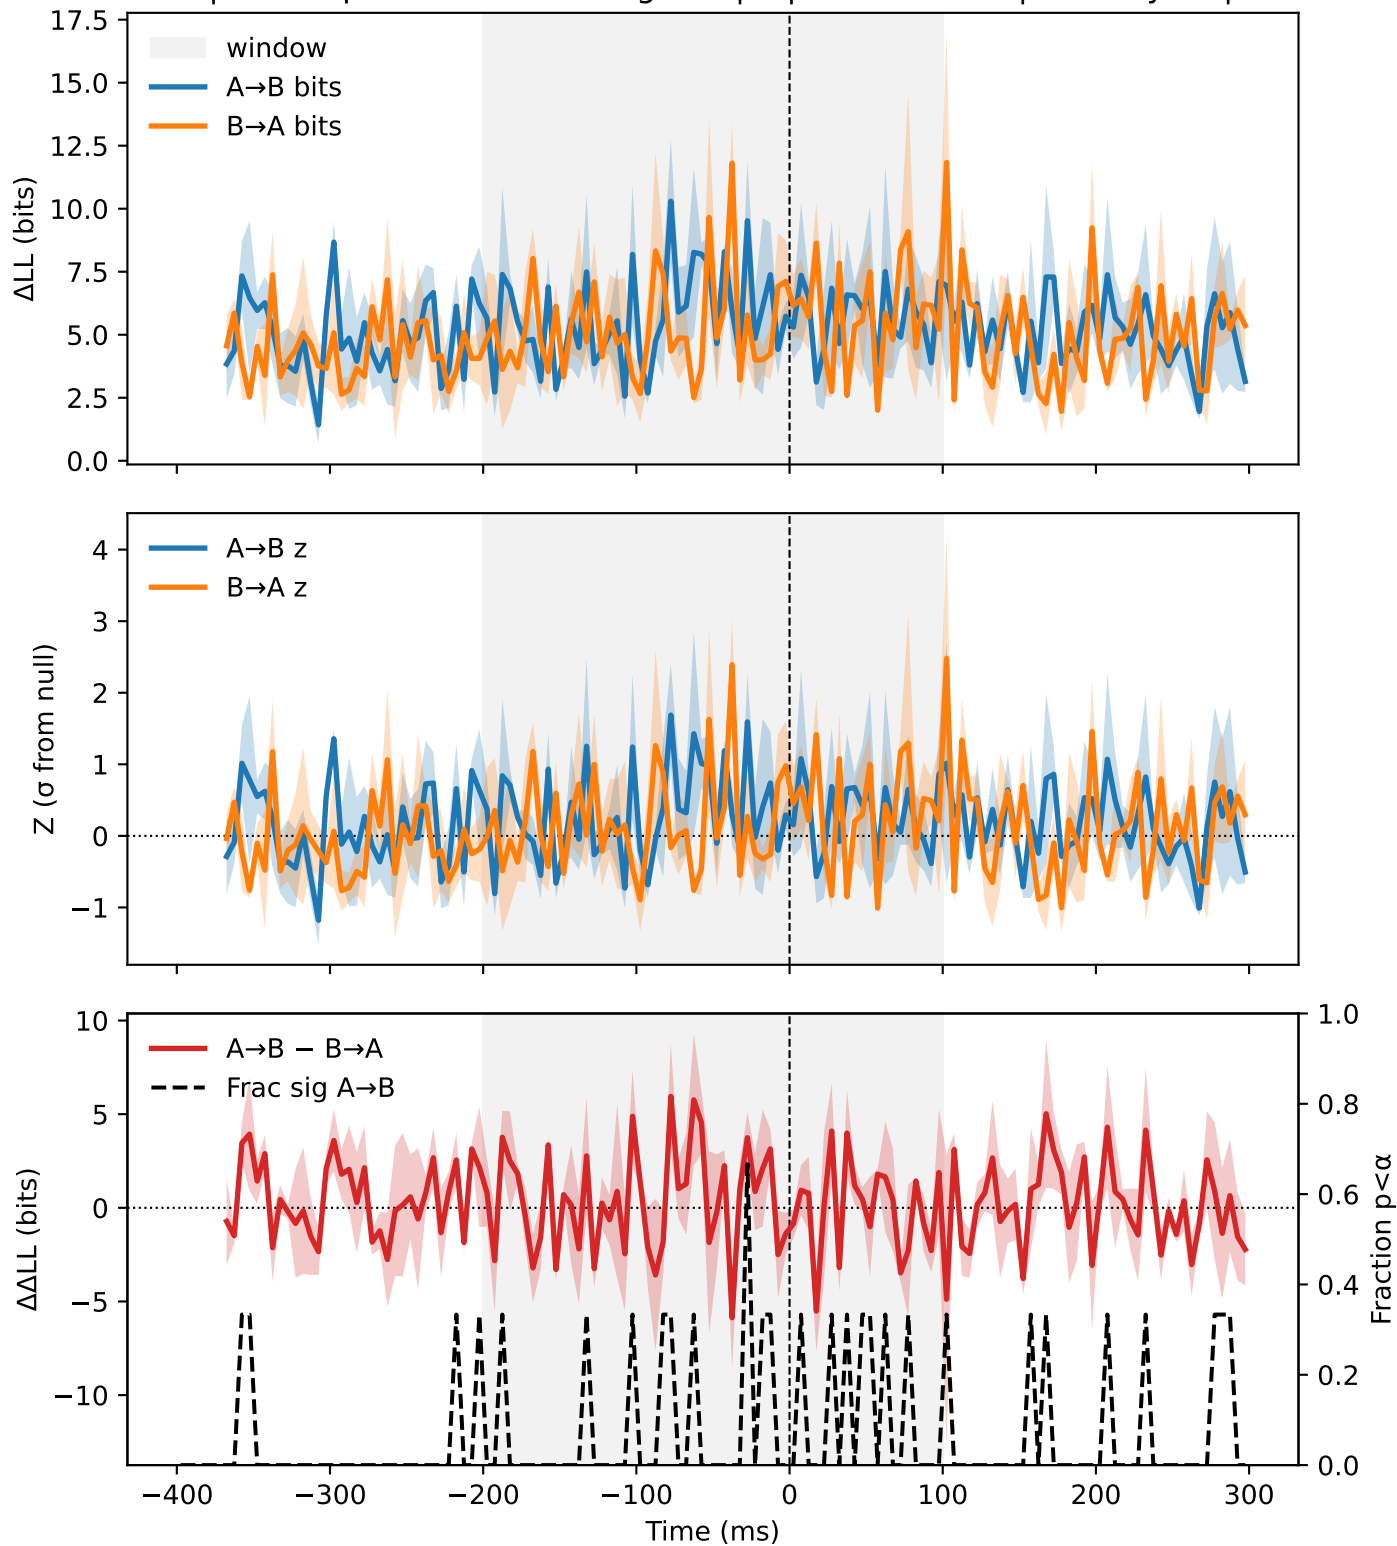 17.5
15.0
12.5
10.0
7.5
5.0
2.5
0.0
ΔLL (bits)
window
A→B bits
B→A bits
4
3
2
1
0
−1
Z (σ from null)
A→B z
B→A z
10
5
0
−5
−10
ΔΔLL (bits)
A→B − B→A
Frac sig A→B
1.0
0.8
0.6
0.4
0.2
0.0
Fraction p<α
−400 −300 −200 −100 0 100 200 300
Time (ms)